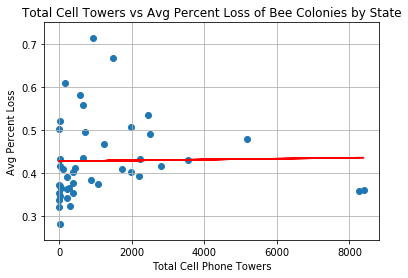 Total Cell Towers vs Avg Percent Loss of Bee Colonies by State
0.7
0.6
0.5
0.4
0.3
Avg Percent Loss
0 2000 4000 6000 8000
Total Cell Phone Towers